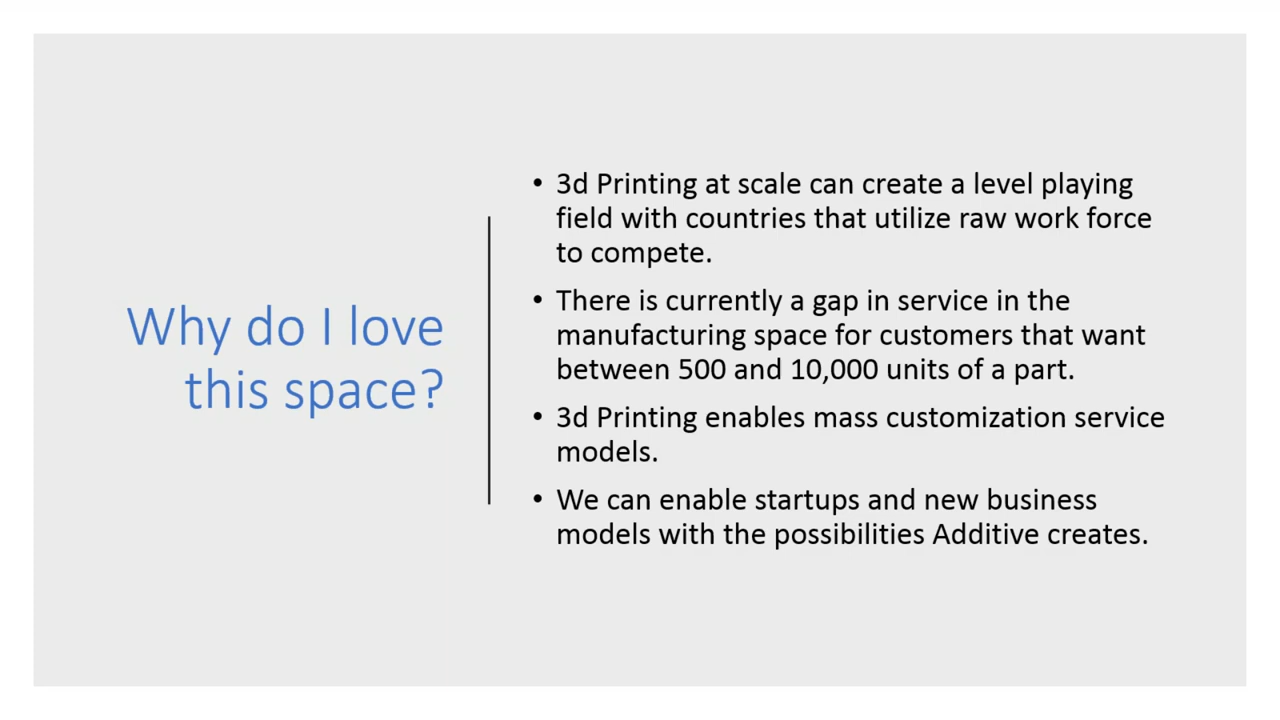 Why do I love
this space?
• 3d Printing at scale can create a level playing
field with countries that utilize raw work force
to compete.
• There is currently a gap in service in the
manufacturing space for customers that want
between 500 and 10,000 units of a part.
• 3d Printing enables mass customization service
models.
• We can enable startups and new business
models with the possibilities Additive creates.